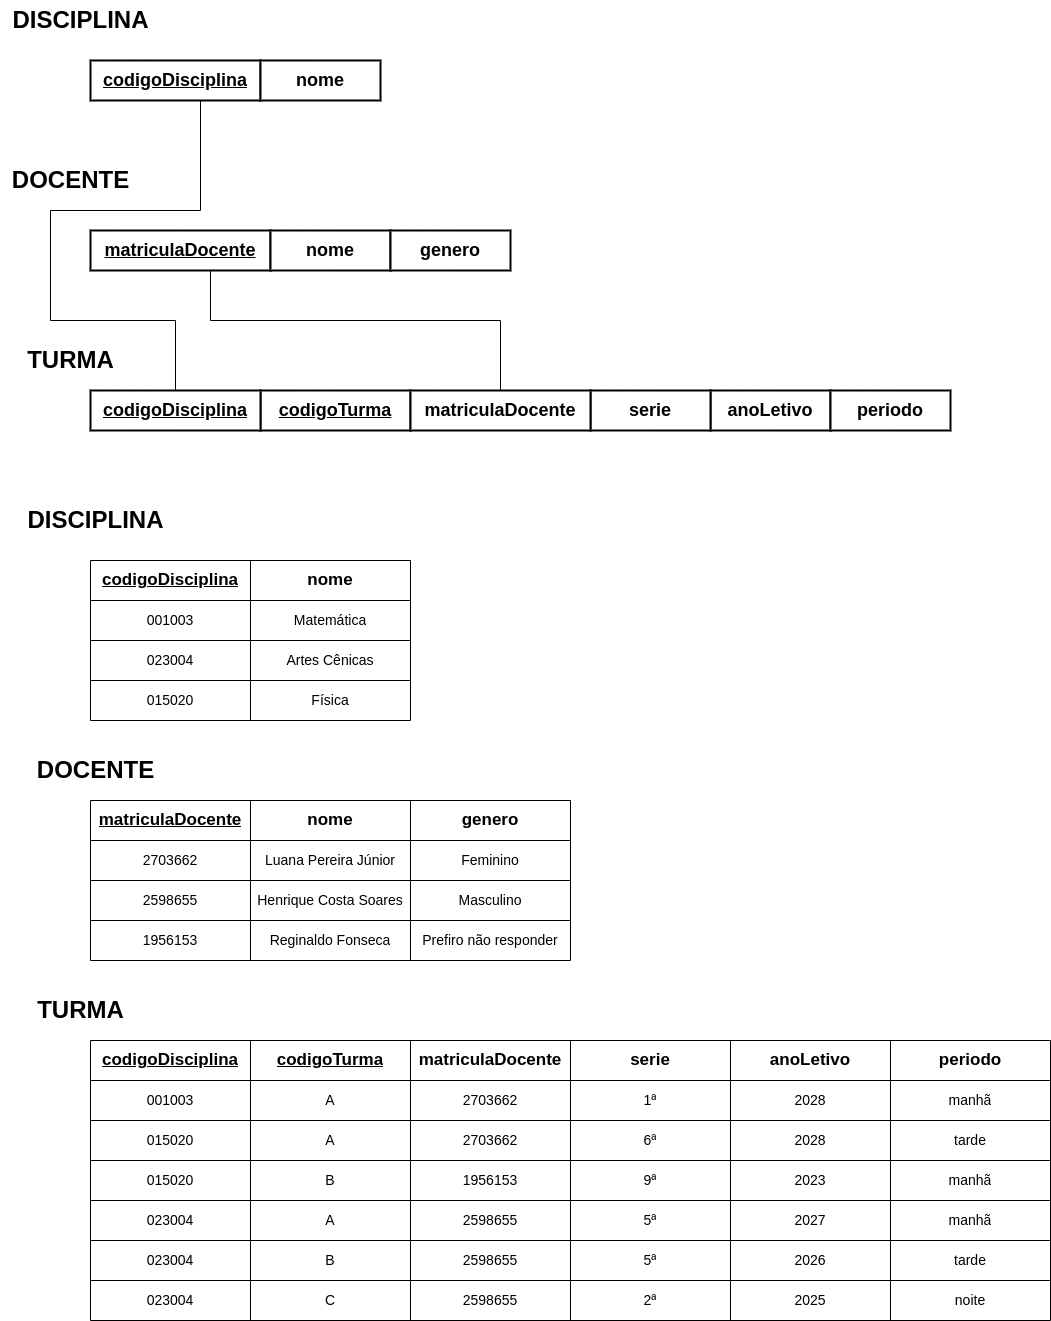 DISCIPLINA
codigoDisciplina nome
DOCENTE
matriculaDocente nome genero
TURMA
codigoDisciplina codigoTurma matriculaDocente serie anoLetivo periodo
DISCIPLINA
codigoDisciplina nome
001003 Matemática
023004 Artes Cênicas
015020 Física
DOCENTE
matriculaDocente nome genero
2703662 Luana Pereira Júnior Feminino
2598655 Henrique Costa Soares Masculino
1956153 Reginaldo Fonseca Prefiro não responder
TURMA
codigoDisciplina codigoTurma matriculaDocente serie anoLetivo periodo
001003 A 2703662 1ª 2028 manhã
015020 A 2703662 6ª 2028 tarde
015020 B 1956153 9ª 2023 manhã
023004 A 2598655 5ª 2027 manhã
023004 B 2598655 5ª 2026 tarde
023004 C 2598655 2ª 2025 noite